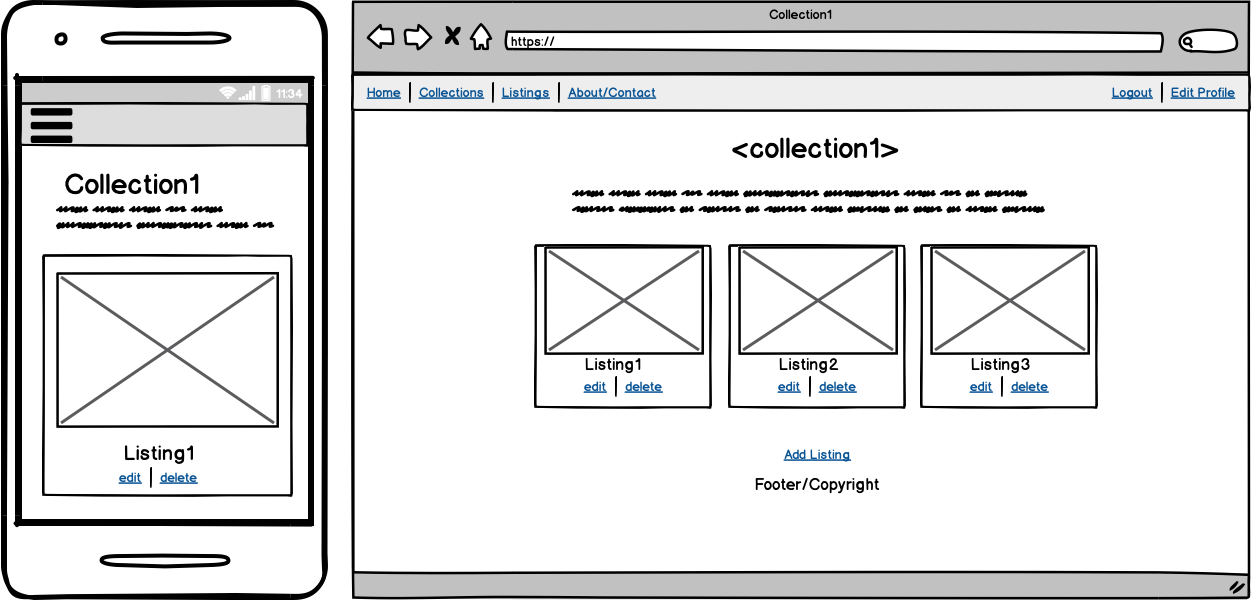 11:34
Collection1
Listing1
edit delete
Collection1
https://
Home Collections Listings About/Contact Logout Edit Profile
<collection1>
Listing1 Listing2 Listing3
edit delete edit delete edit delete
Add Listing
Footer/Copyright